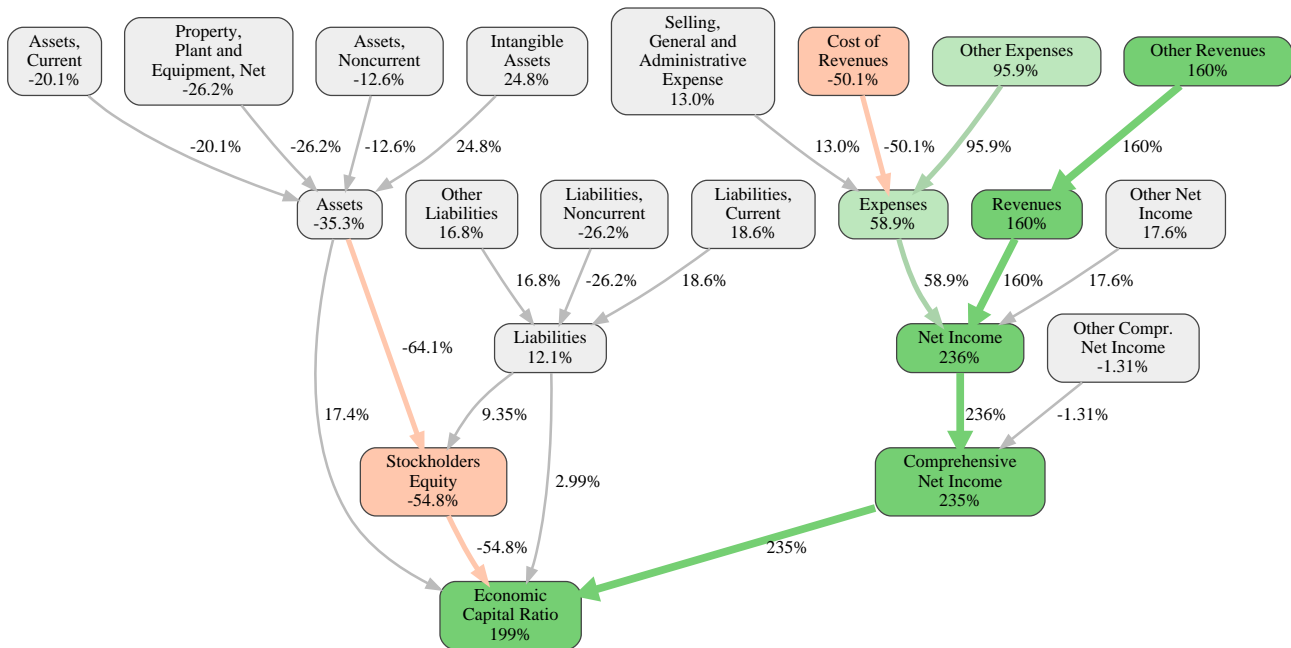 Assets,
Current
-20.1%
Property,
Plant and
Equipment, Net
-26.2%
Assets,
Noncurrent
-12.6%
Intangible
Assets
24.8%
Selling,
General and
Administrative
Expense
13.0%
Cost of
Revenues
-50.1%
Other Expenses
95.9%
Other Revenues
160%
-20.1%
-26.2%
-12.6%
24.8%
13.0%
-50.1%
95.9%
160%
Assets
-35.3%
Other
Liabilities
16.8%
Liabilities,
Noncurrent
-26.2%
Liabilities,
Current
18.6%
Expenses
58.9%
Revenues
160%
Other Net
Income
17.6%
16.8%
-26.2%
18.6%
58.9%
160%
17.6%
-64.1%
Liabilities
12.1%
Net Income
236%
Other Compr.
Net Income
-1.31%
17.4%
9.35%
236%
-1.31%
Stockholders
Equity
-54.8%
2.99%
Comprehensive
Net Income
235%
-54.8%
235%
Economic
Capital Ratio
199%